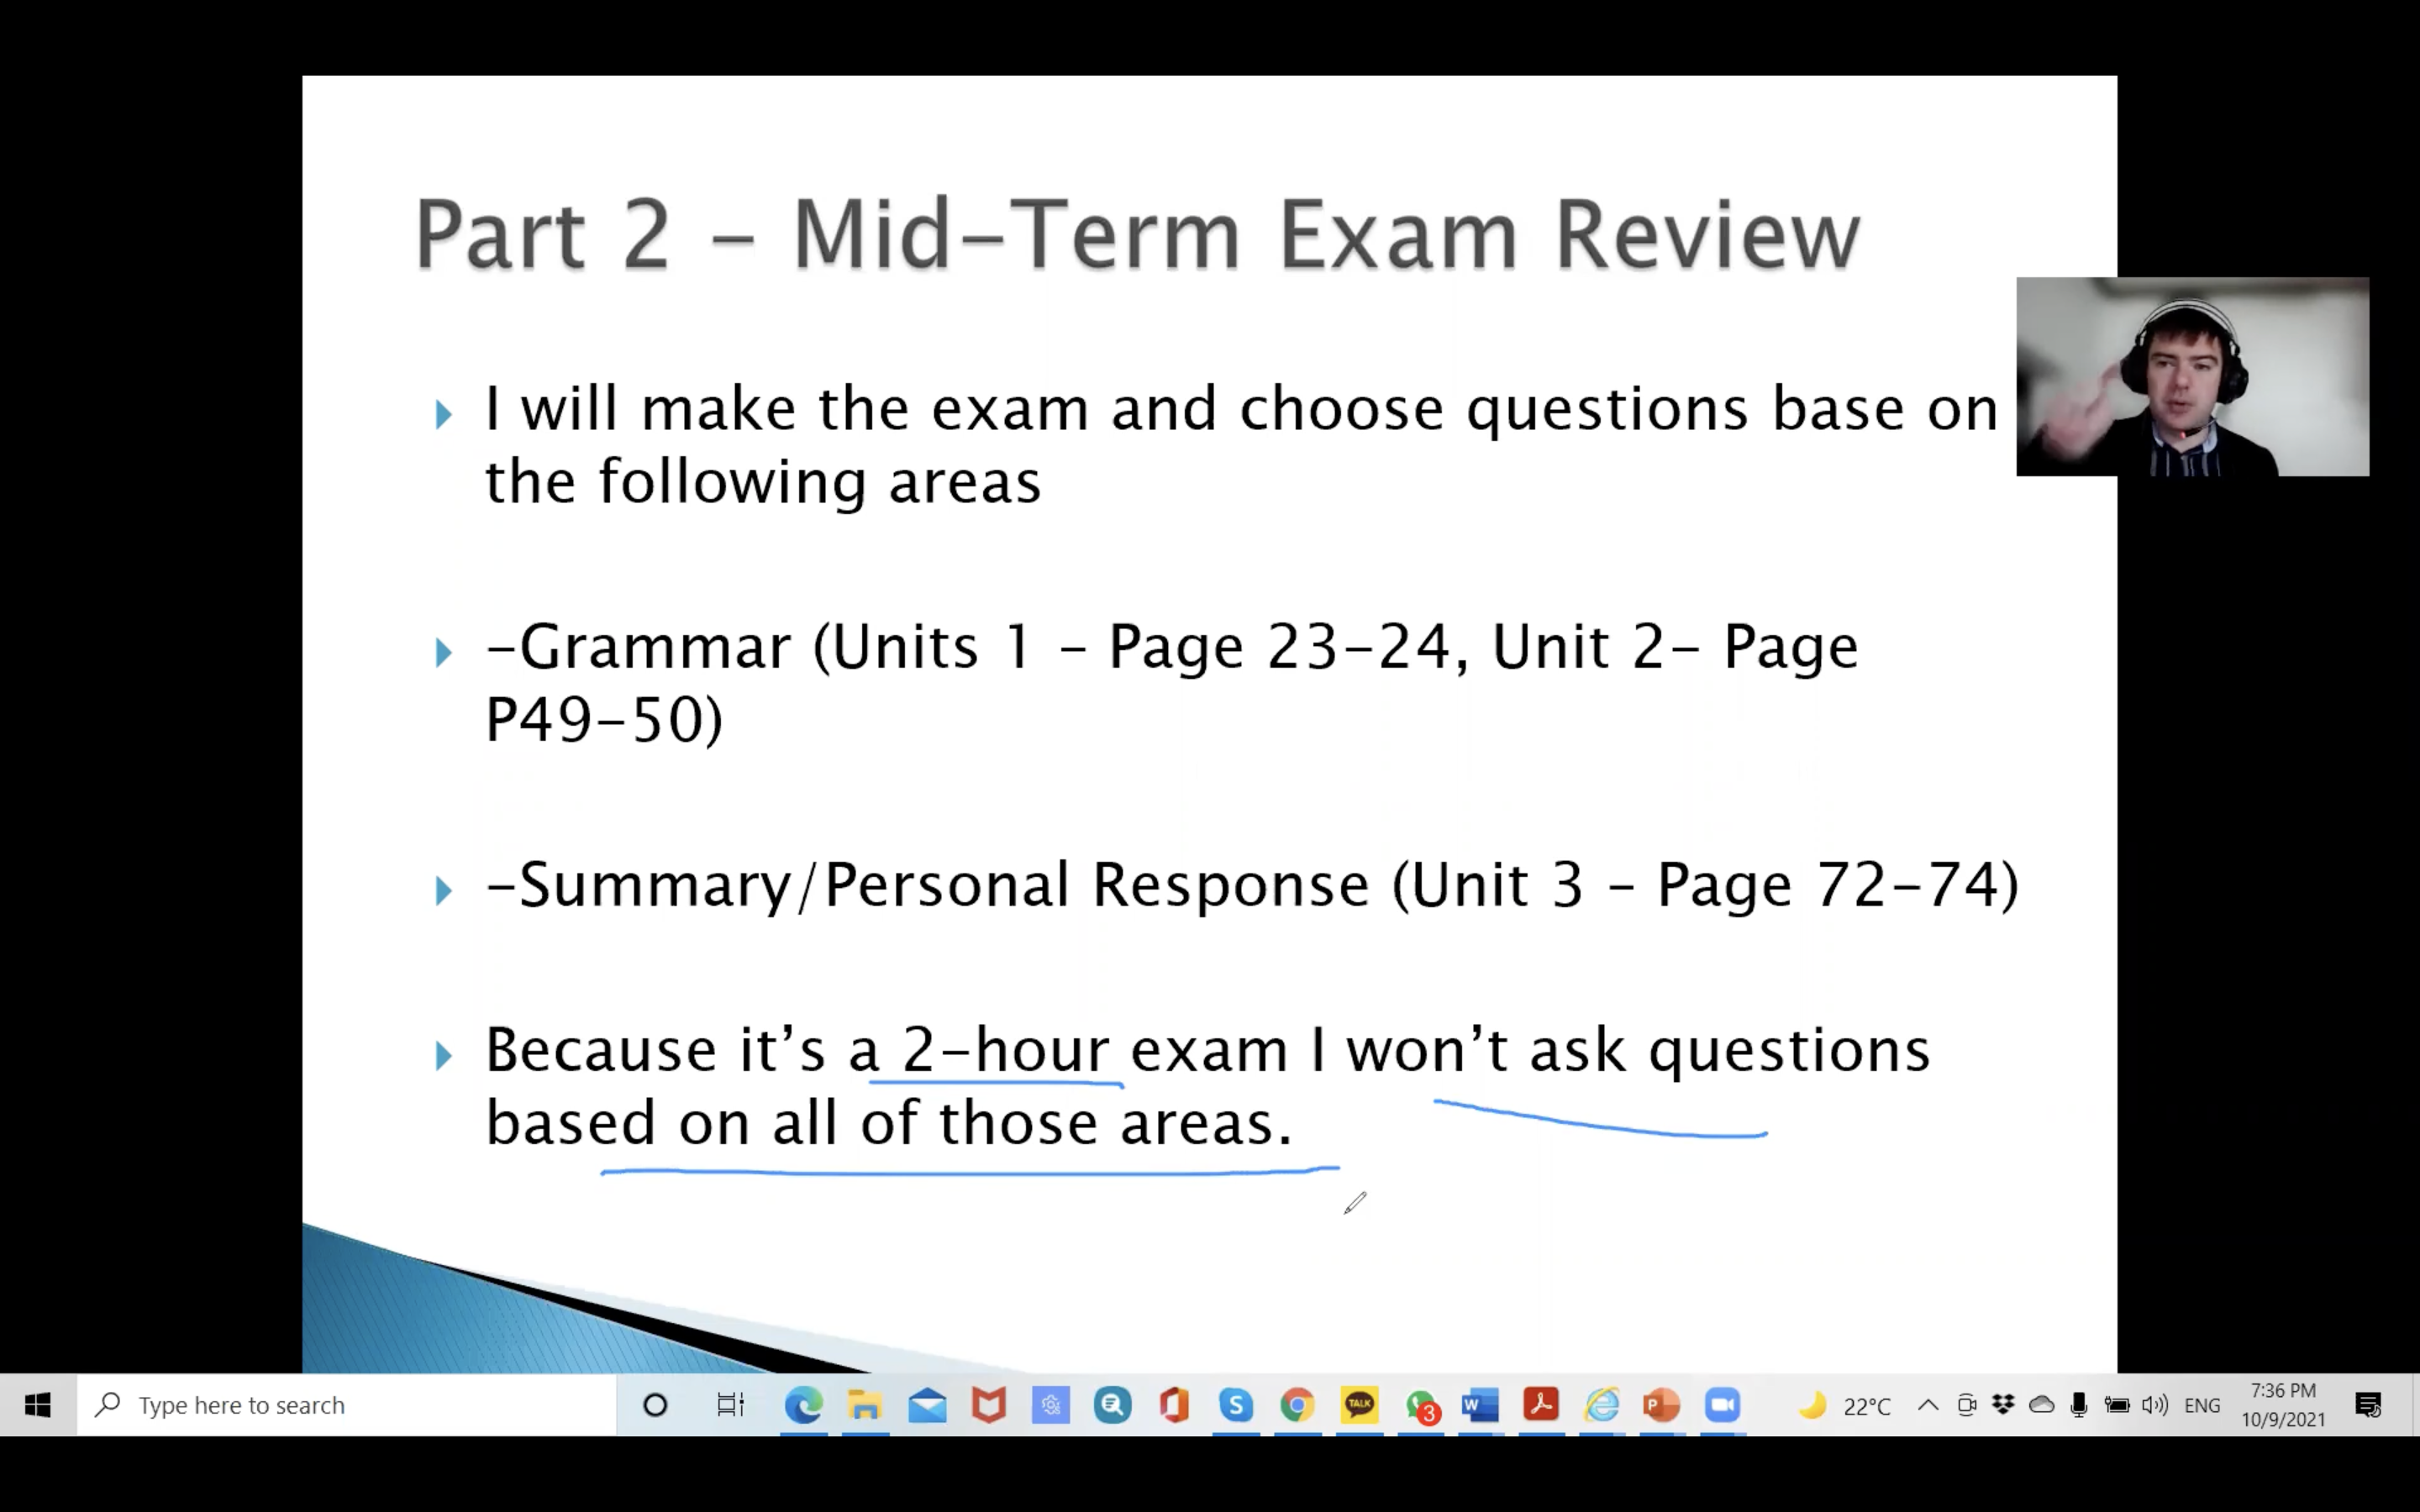 Part 2 – Mid-Term Exam Review
I will make the exam and choose questions base on
the following areas
-Grammar (Units 1 – Page 23-24, Unit 2- Page
P49-50)
-Summary/Personal Response (Unit 3 – Page 72-74)
Because it’s a 2-hour exam I won’t ask questions
based on all of those areas.
Type here to search
S
TALK
3
W
P
22°C
ENG
7:36 PM
10/9/2021